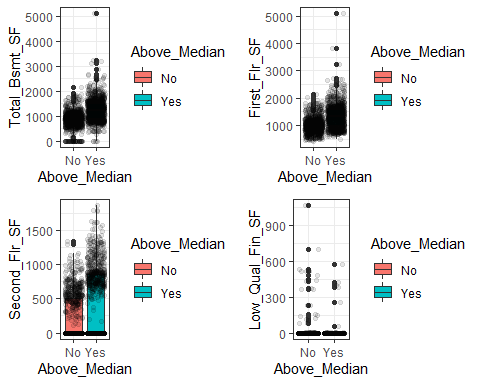 Total_Bsmt_SF
5000
4000
3000
2000
1000
0
No Yes
Above_Median
Above_Median
No
Yes
First_Flr_SF
5000
4000
3000
2000
1000
No Yes
Above_Median
Above_Median
No
Yes
Second_Flr_SF
1500
1000
500
0
No Yes
Above_Median
Above_Median
No
Yes
Low_Qual_Fin_SF
900
600
300
0
No Yes
Above_Median
Above_Median
No
Yes